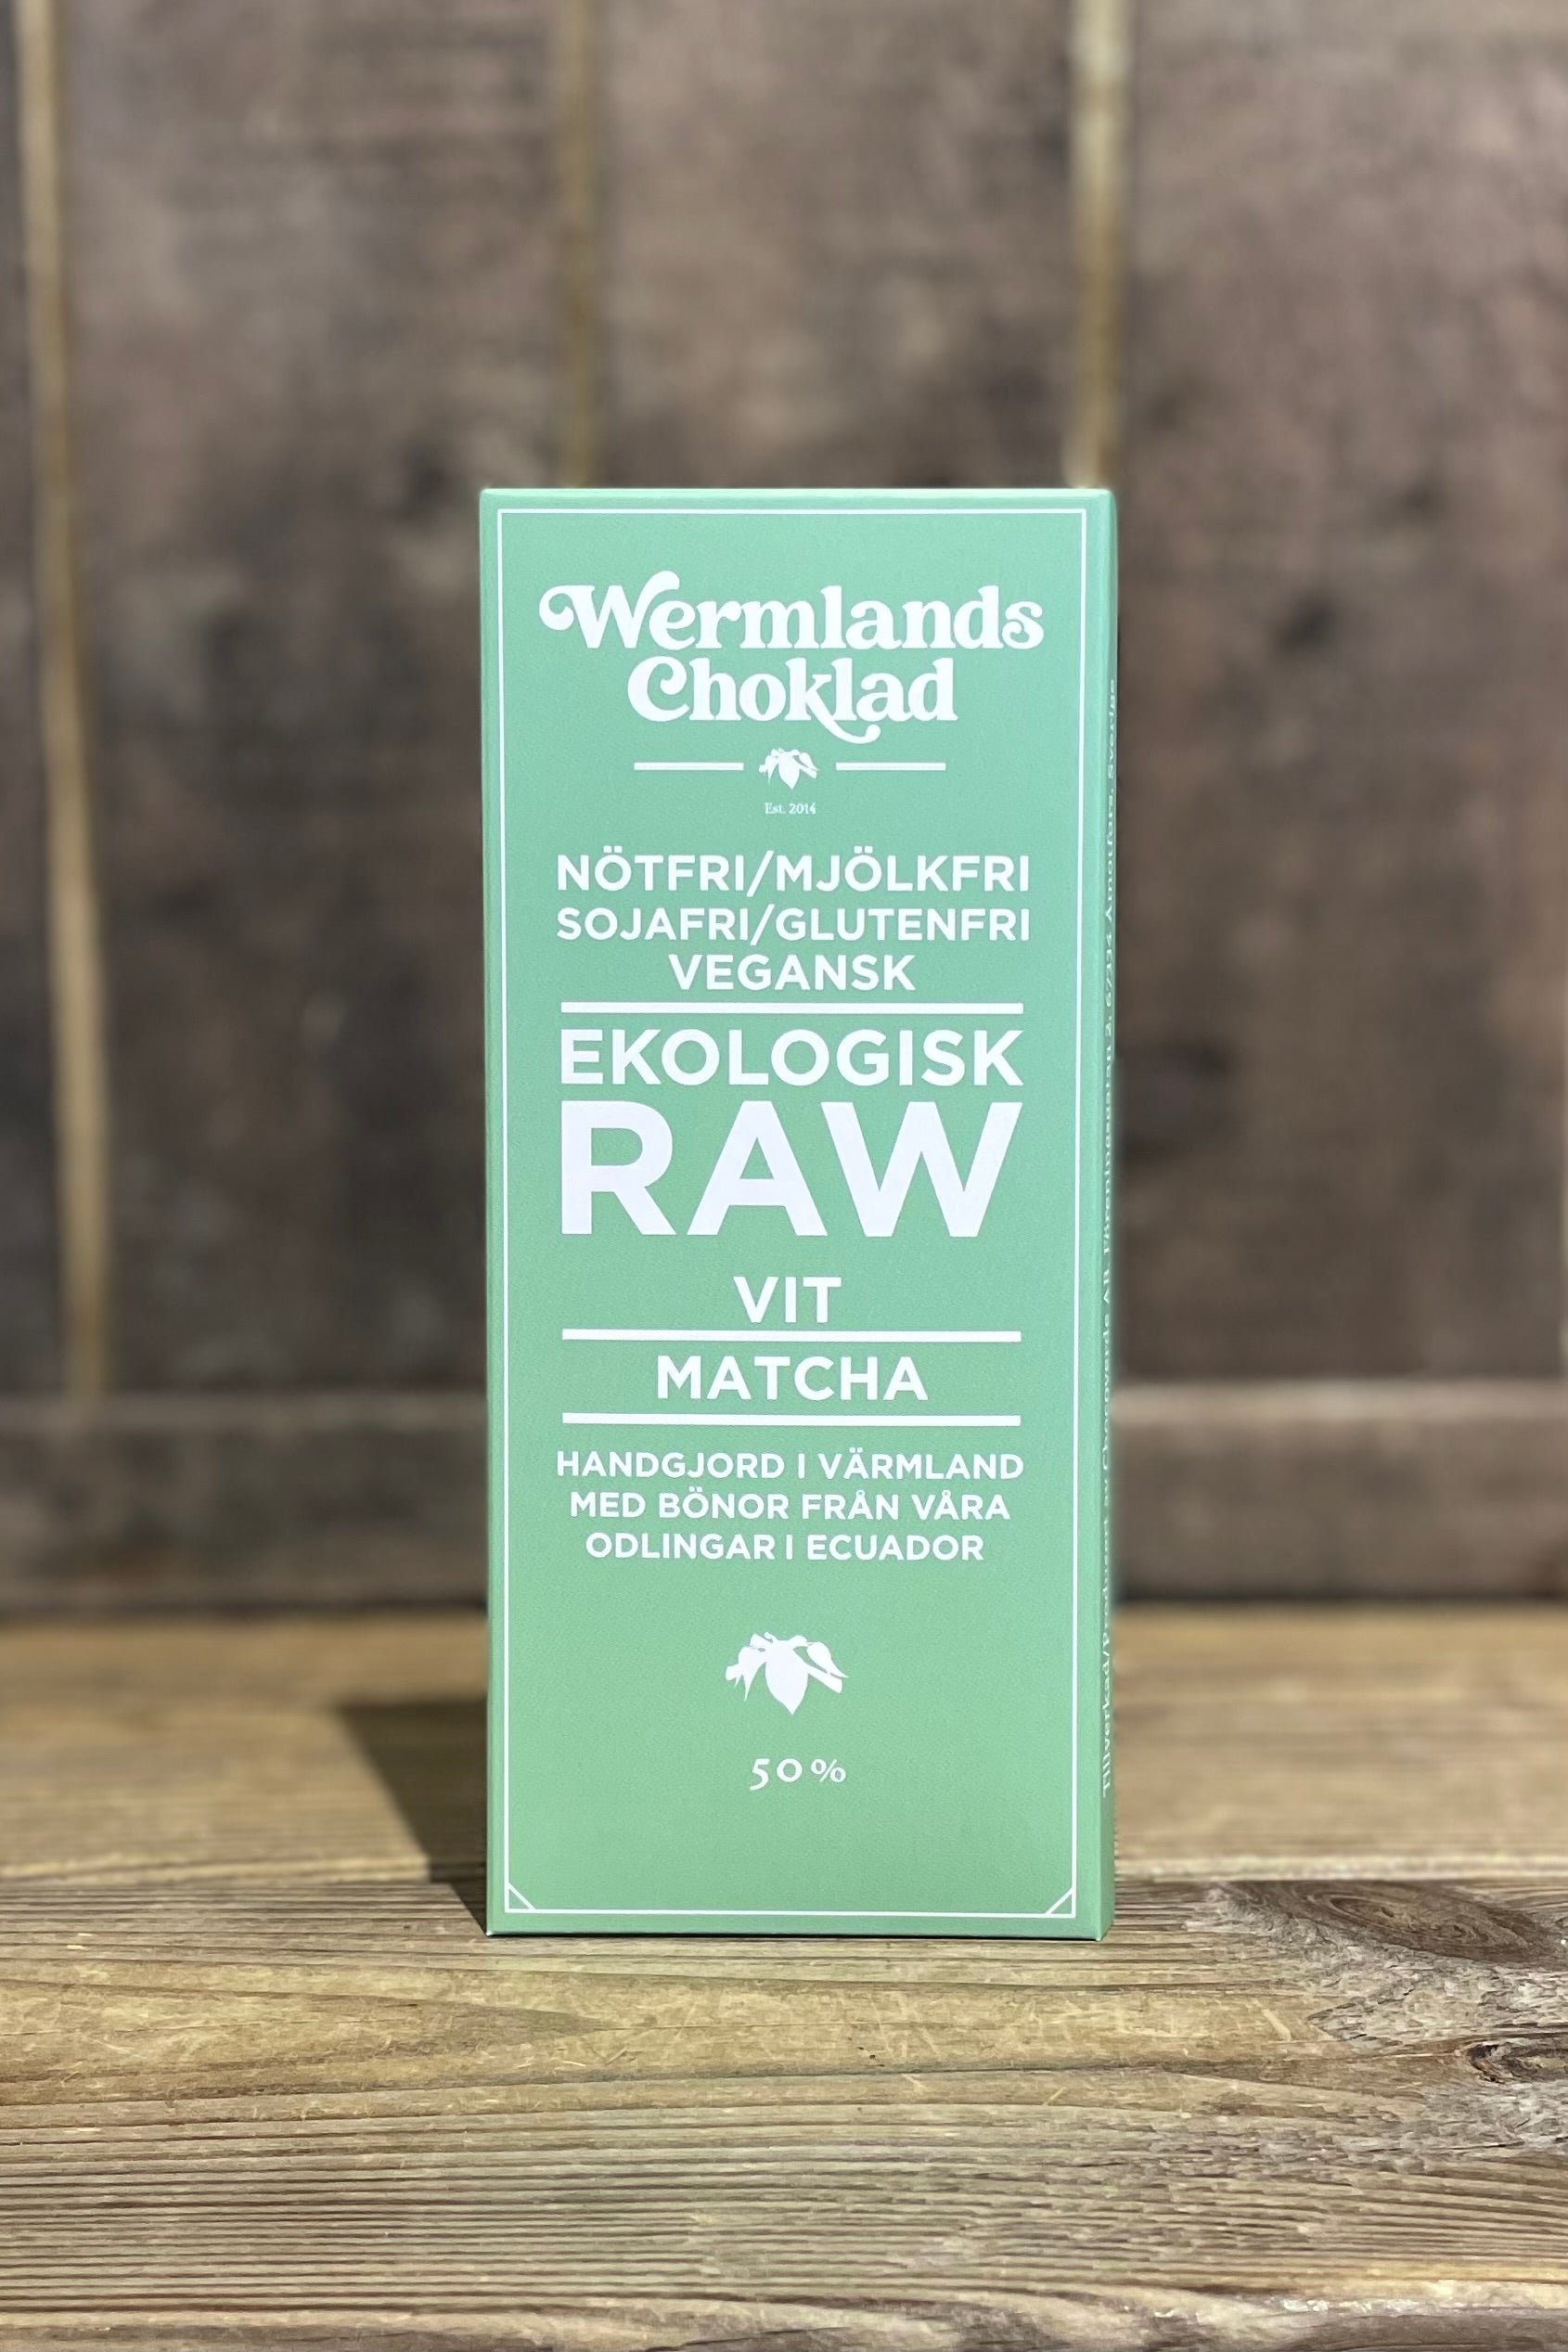 Wermlands
Choklad
Est. 2014
NÖTFRI/MJÖLKFRI
SOJAFRI/GLUTENFRI
VEGANSK
EKOLOGISK
RAW
VIT
MATCHA
HANDGJORD I VÄRMLAND
MED BÖNOR FRÅN VÅRA
ODLINGAR I ECUADOR
50%